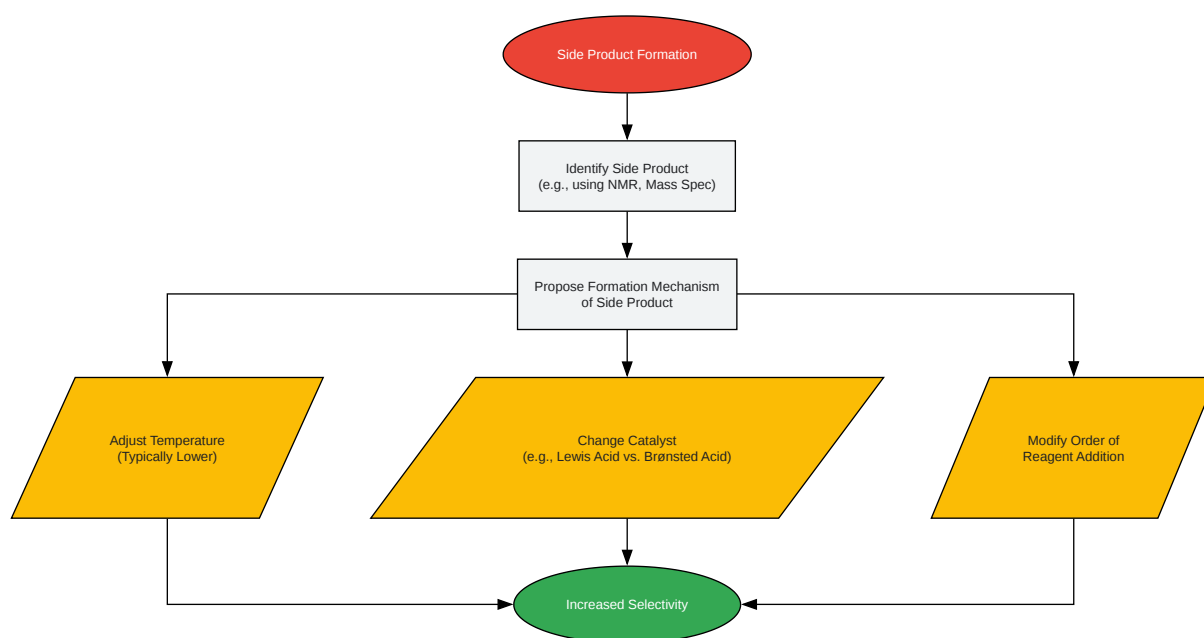 Side Product Formation
Identify Side Product
(e.g., using NMR, Mass Spec)
Propose Formation Mechanism
of Side Product
Adjust Temperature
(Typically Lower)
Change Catalyst
(e.g., Lewis Acid vs. Brønsted Acid)
Modify Order of
Reagent Addition
Increased Selectivity